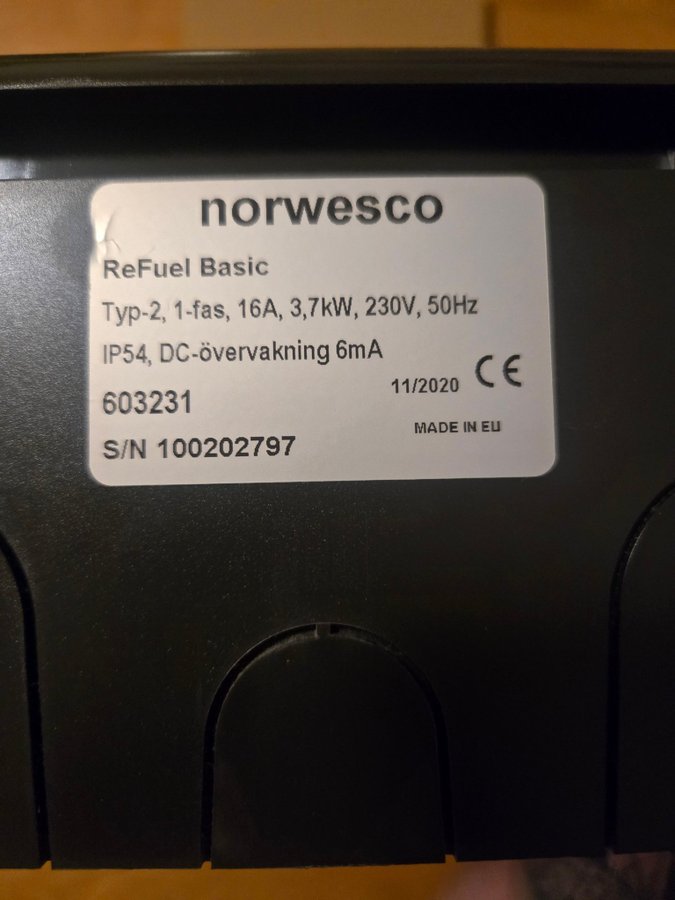 norwesco
ReFuel Basic
Typ-2, 1-fas, 16A, 3,7kW, 230V, 50Hz
IP54, DC-övervakning 6mA
CE
11/2020
603231
MADE IN EU
S/N 100202797